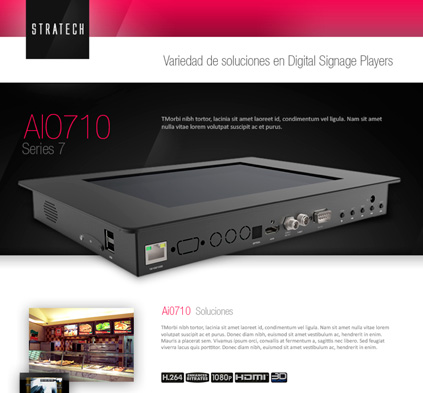 STRATECH
Variedad de soluciones en Digital Signage Players
AIO710
Series 7
TMorbi nibh tortor, lacinia sit amet laoreet id, condimentum vel ligula. Nam sit amet
nulla vitae lorem volutpat suscipit ac et purus.
Ai0710 Soluciones
TMorbi nibh tortor, lacinia sit amet laoreet id, condimentum vel ligula. Nam sit amet nulla vitae lorem
volutpat suscipit ac et purus. Donec diam nibh, euismod sit amet vestibulum ac, hendrerit in enim.
Mauris a placerat sem. Vivamus ipsum orci, convallis at fermentum a, sagittis nec libero. Sed feugiat
viverra lacus quis porttitor. Donec diam nibh, euismod sit amet vestibulum ac, hendrerit in enim.
H.264 ENHANCED BITRATES 1080p HDMI 3D